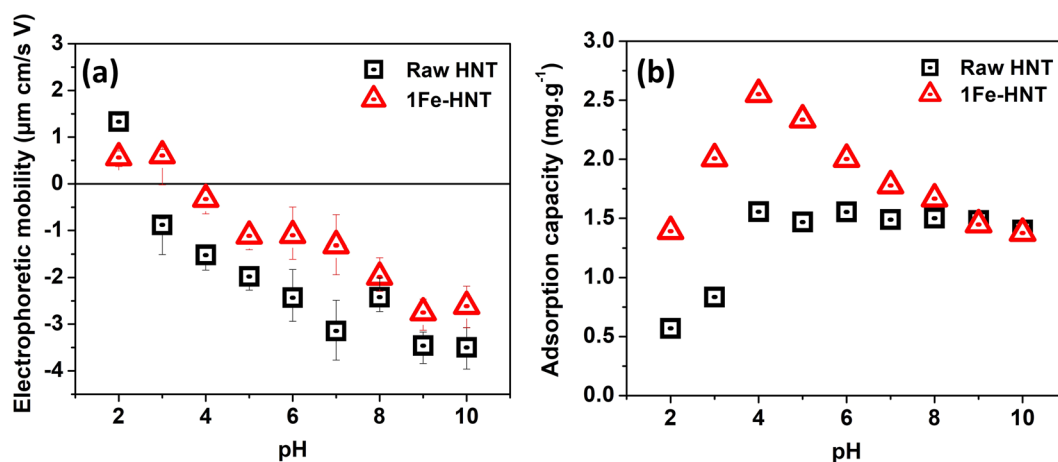 (a)
Raw HNT
1Fe-HNT
Electrophoretic mobility (µm cm/s V)
3
2
1
0
-1
-2
-3
-4
2 4 6 8 10
pH
(b)
Raw HNT
1Fe-HNT
Adsorption capacity (mg.g⁻¹)
3.0
2.5
2.0
1.5
1.0
0.5
0.0
2 4 6 8 10
pH